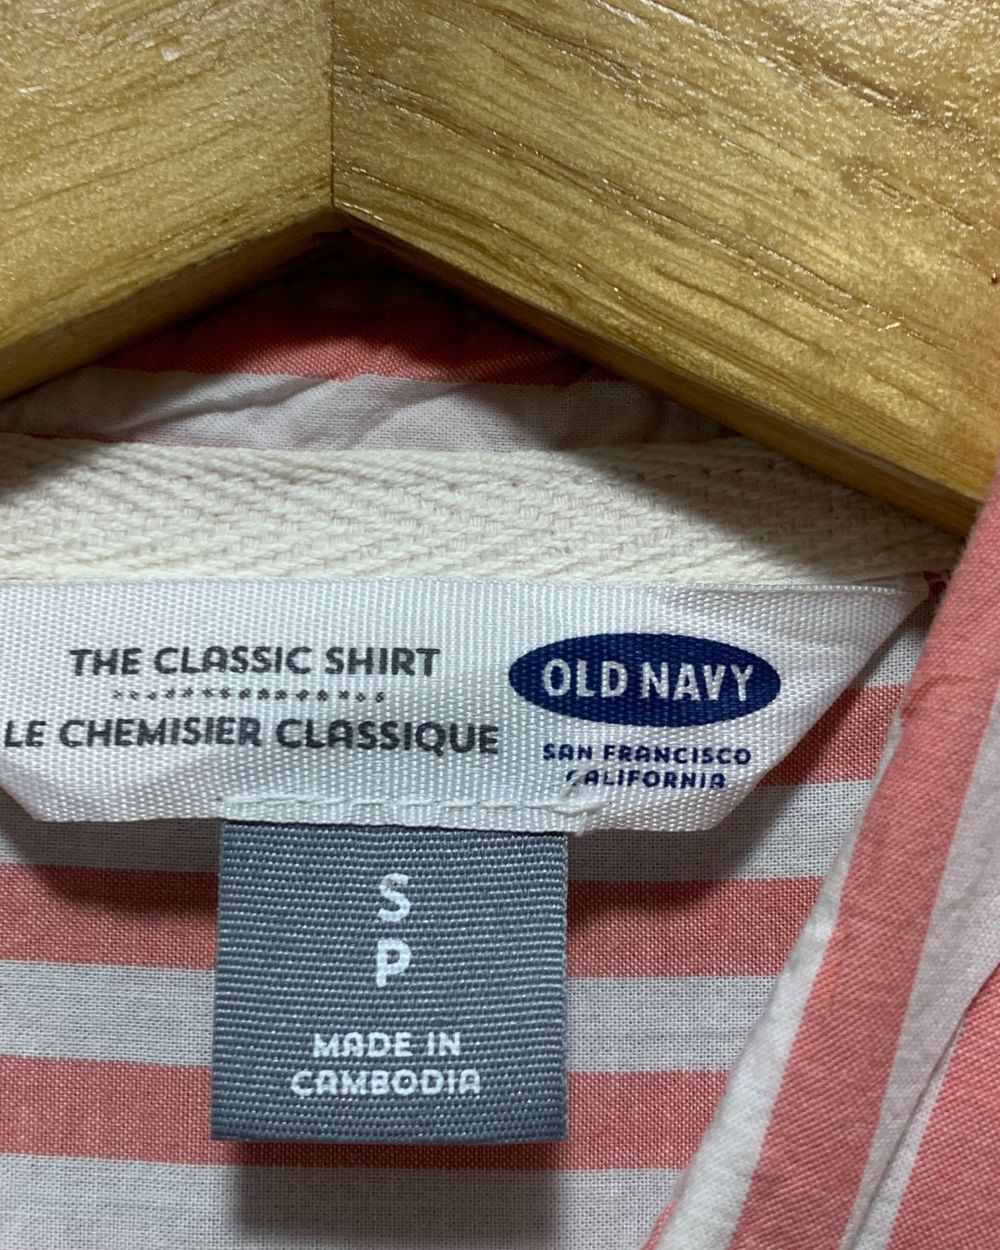 THE CLASSIC SHIRT
LE CHEMISIER CLASSIQUE
OLD NAVY
SAN FRANCISCO
CALIFORNIA
S
P
MADE IN
CAMBODIA